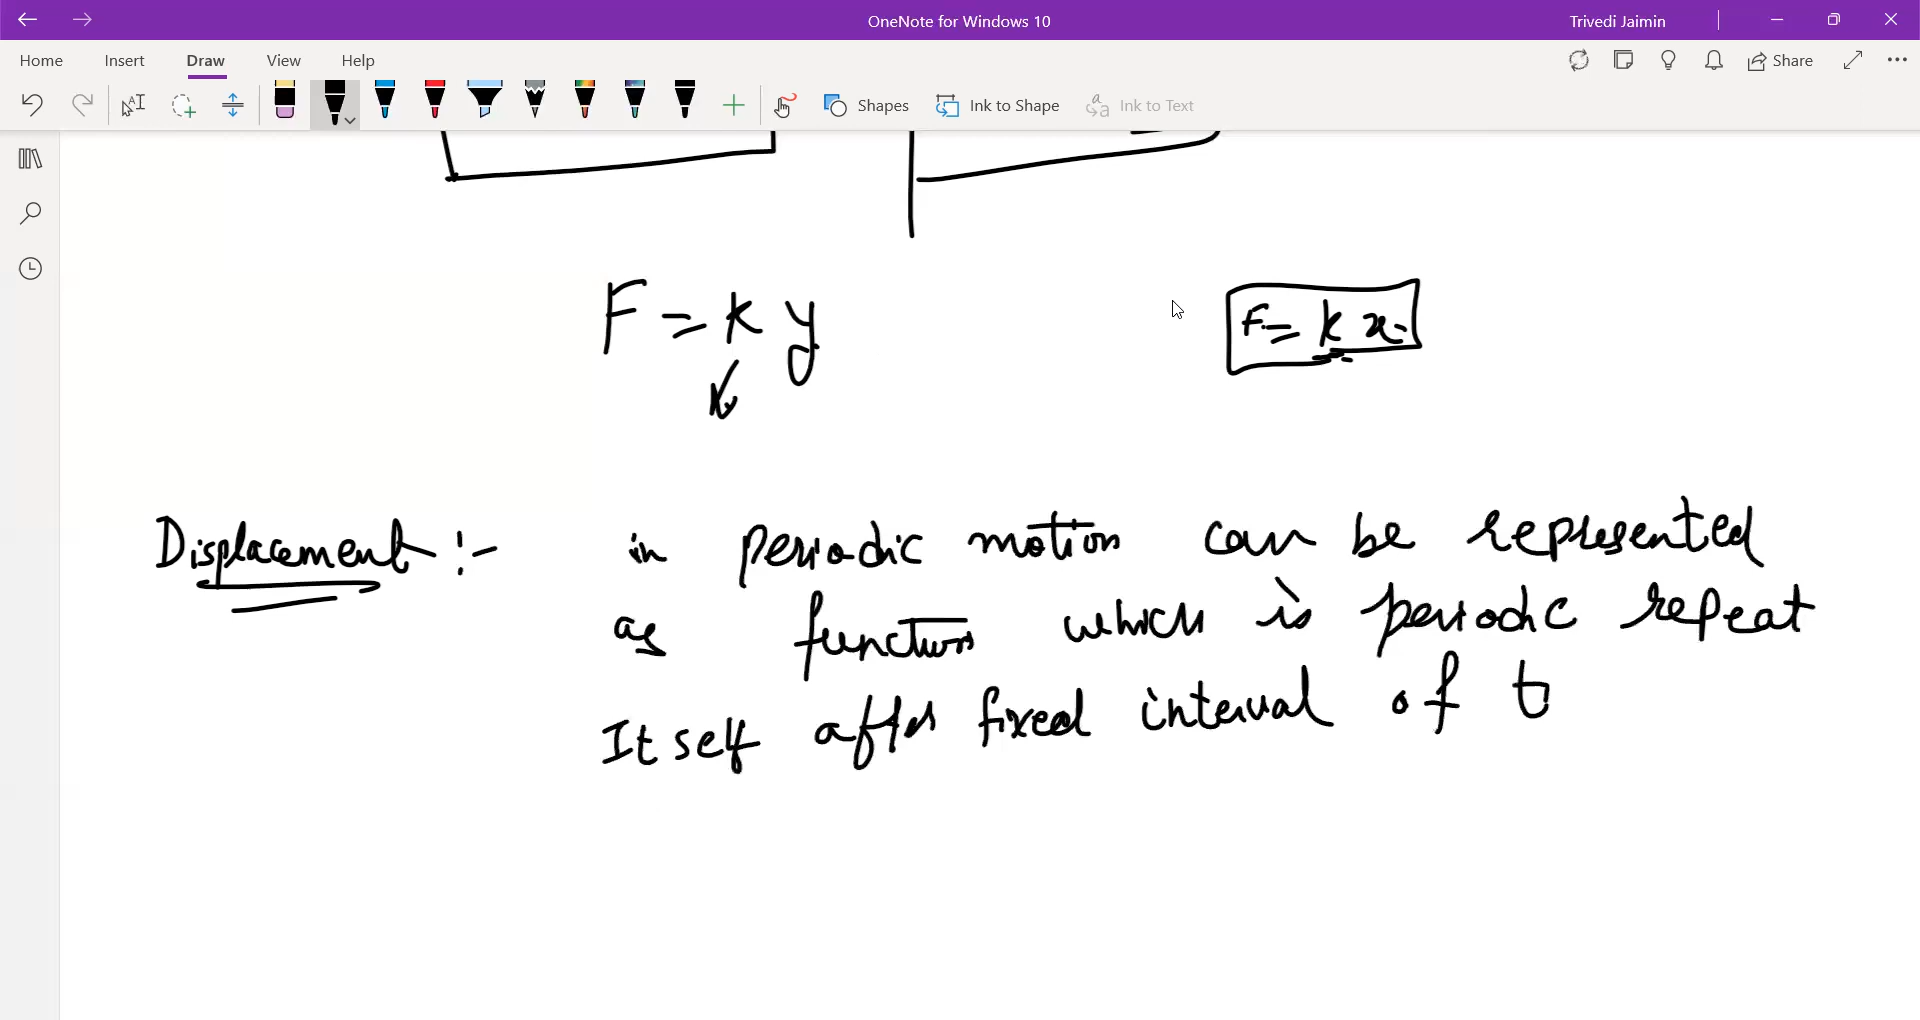 OneNote for Windows 10
Trivedi Jaimin
Home Insert Draw View Help
Share
Shapes
Ink to Shape
Ink to Text
F = k y
F = k x
Displacement :- in periodic motion can be represented
as function which is periodic repeat
Itself after fixed interval of t